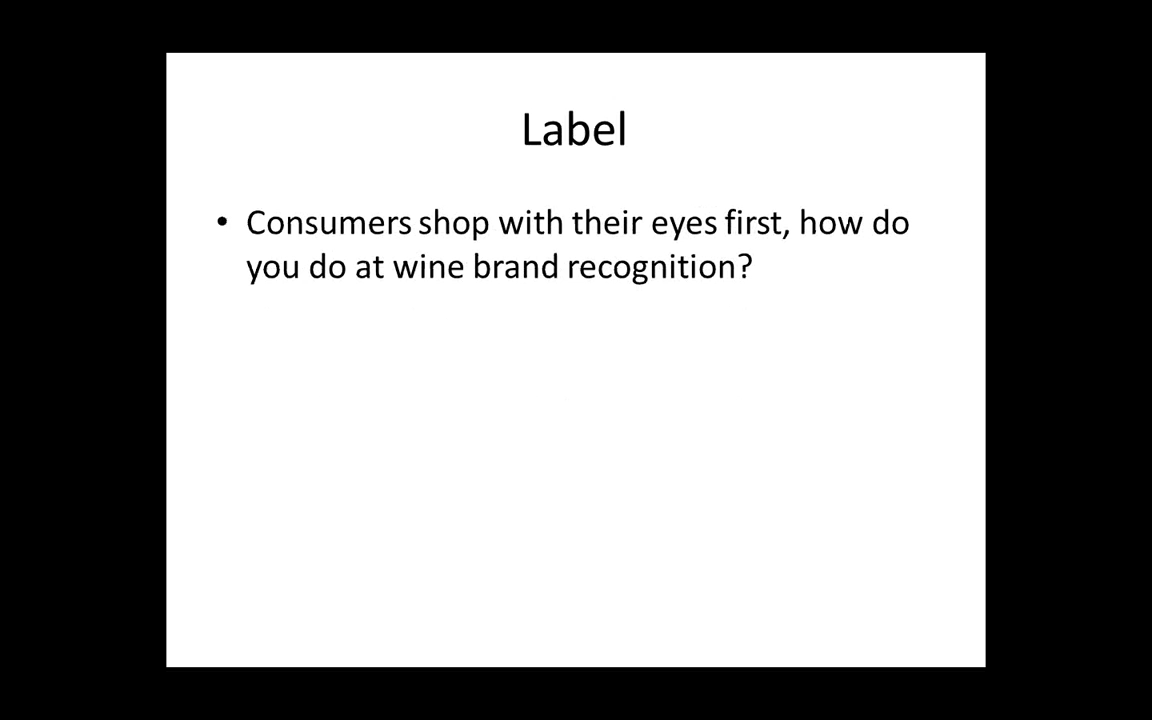 Label
• Consumers shop with their eyes first, how do
you do at wine brand recognition?